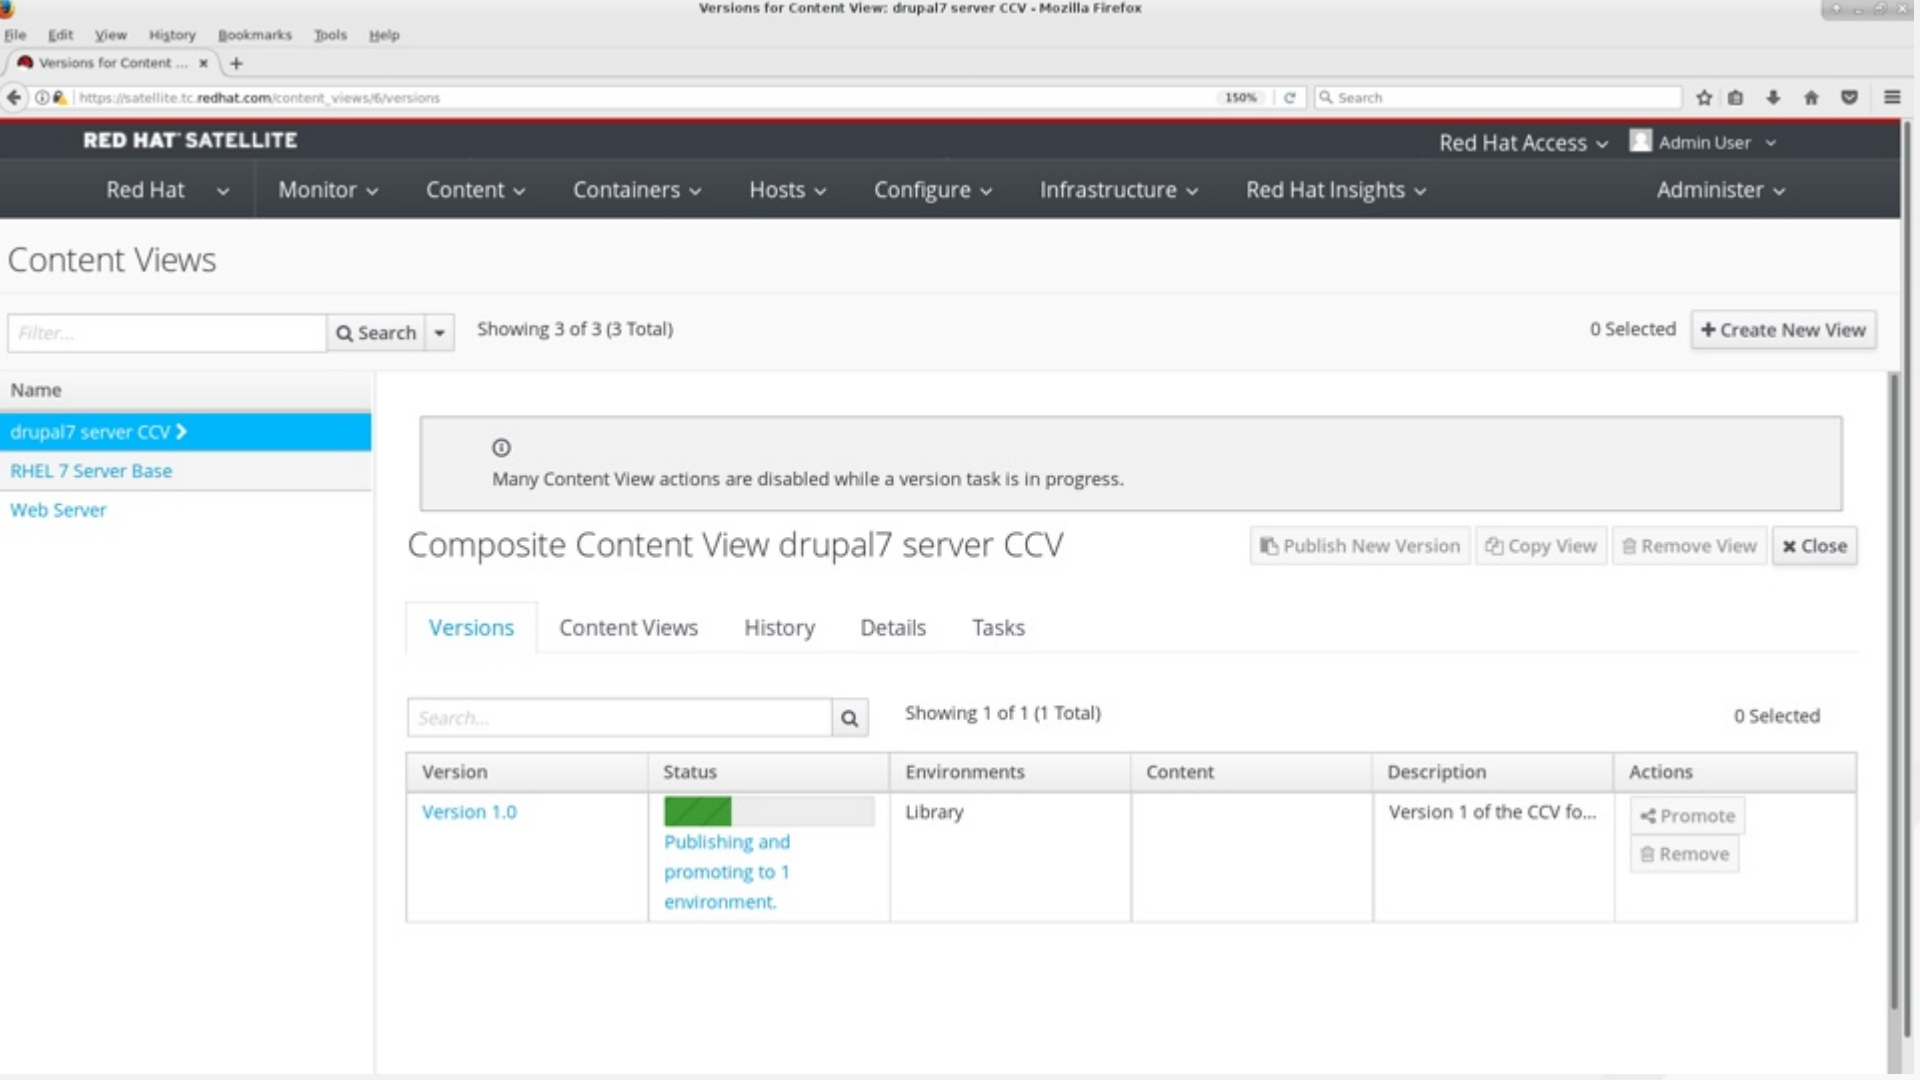 Versions for Content View: drupal7 server CCV - Mozilla Firefox
File Edit View History Bookmarks Tools Help
Versions for Content ...
https://satellite.tc.redhat.com/content_views/6/versions 150% Search
RED HAT SATELLITE Red Hat Access Admin User
Red Hat Monitor Content Containers Hosts Configure Infrastructure Red Hat Insights Administer
Content Views
Filter... Search Showing 3 of 3 (3 Total) 0 Selected + Create New View
Name
drupal7 server CCV
RHEL 7 Server Base
Web Server
Many Content View actions are disabled while a version task is in progress.
Composite Content View drupal7 server CCV Publish New Version Copy View Remove View Close
Versions Content Views History Details Tasks
Search... Showing 1 of 1 (1 Total) 0 Selected
Version Status Environments Content Description Actions
Version 1.0 Library Version 1 of the CCV fo... Promote
Publishing and
promoting to 1
environment.
Remove